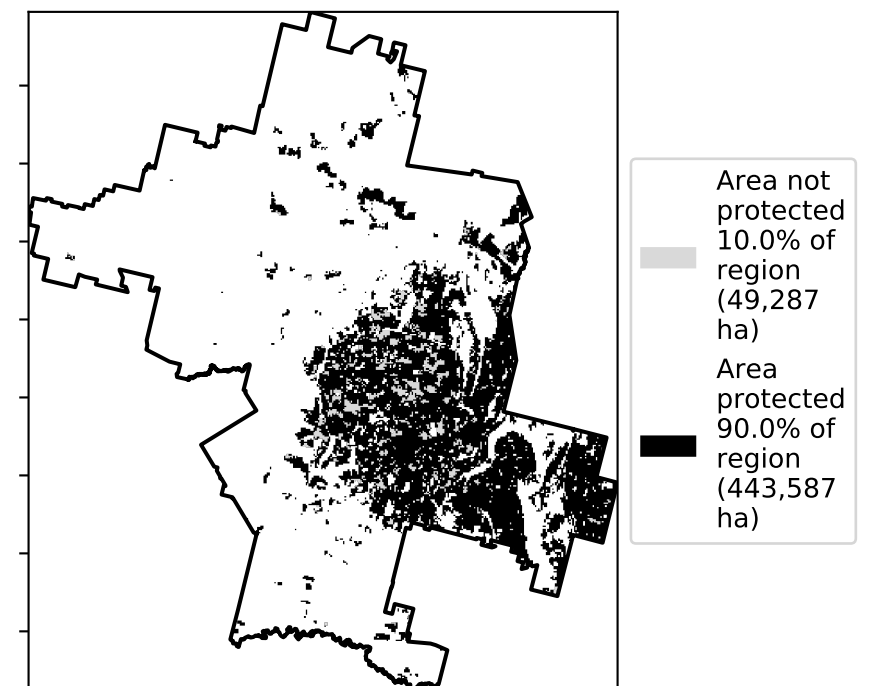 Area not
protected
10.0% of
region
(49,287
ha)
Area
protected
90.0% of
region
(443,587
ha)